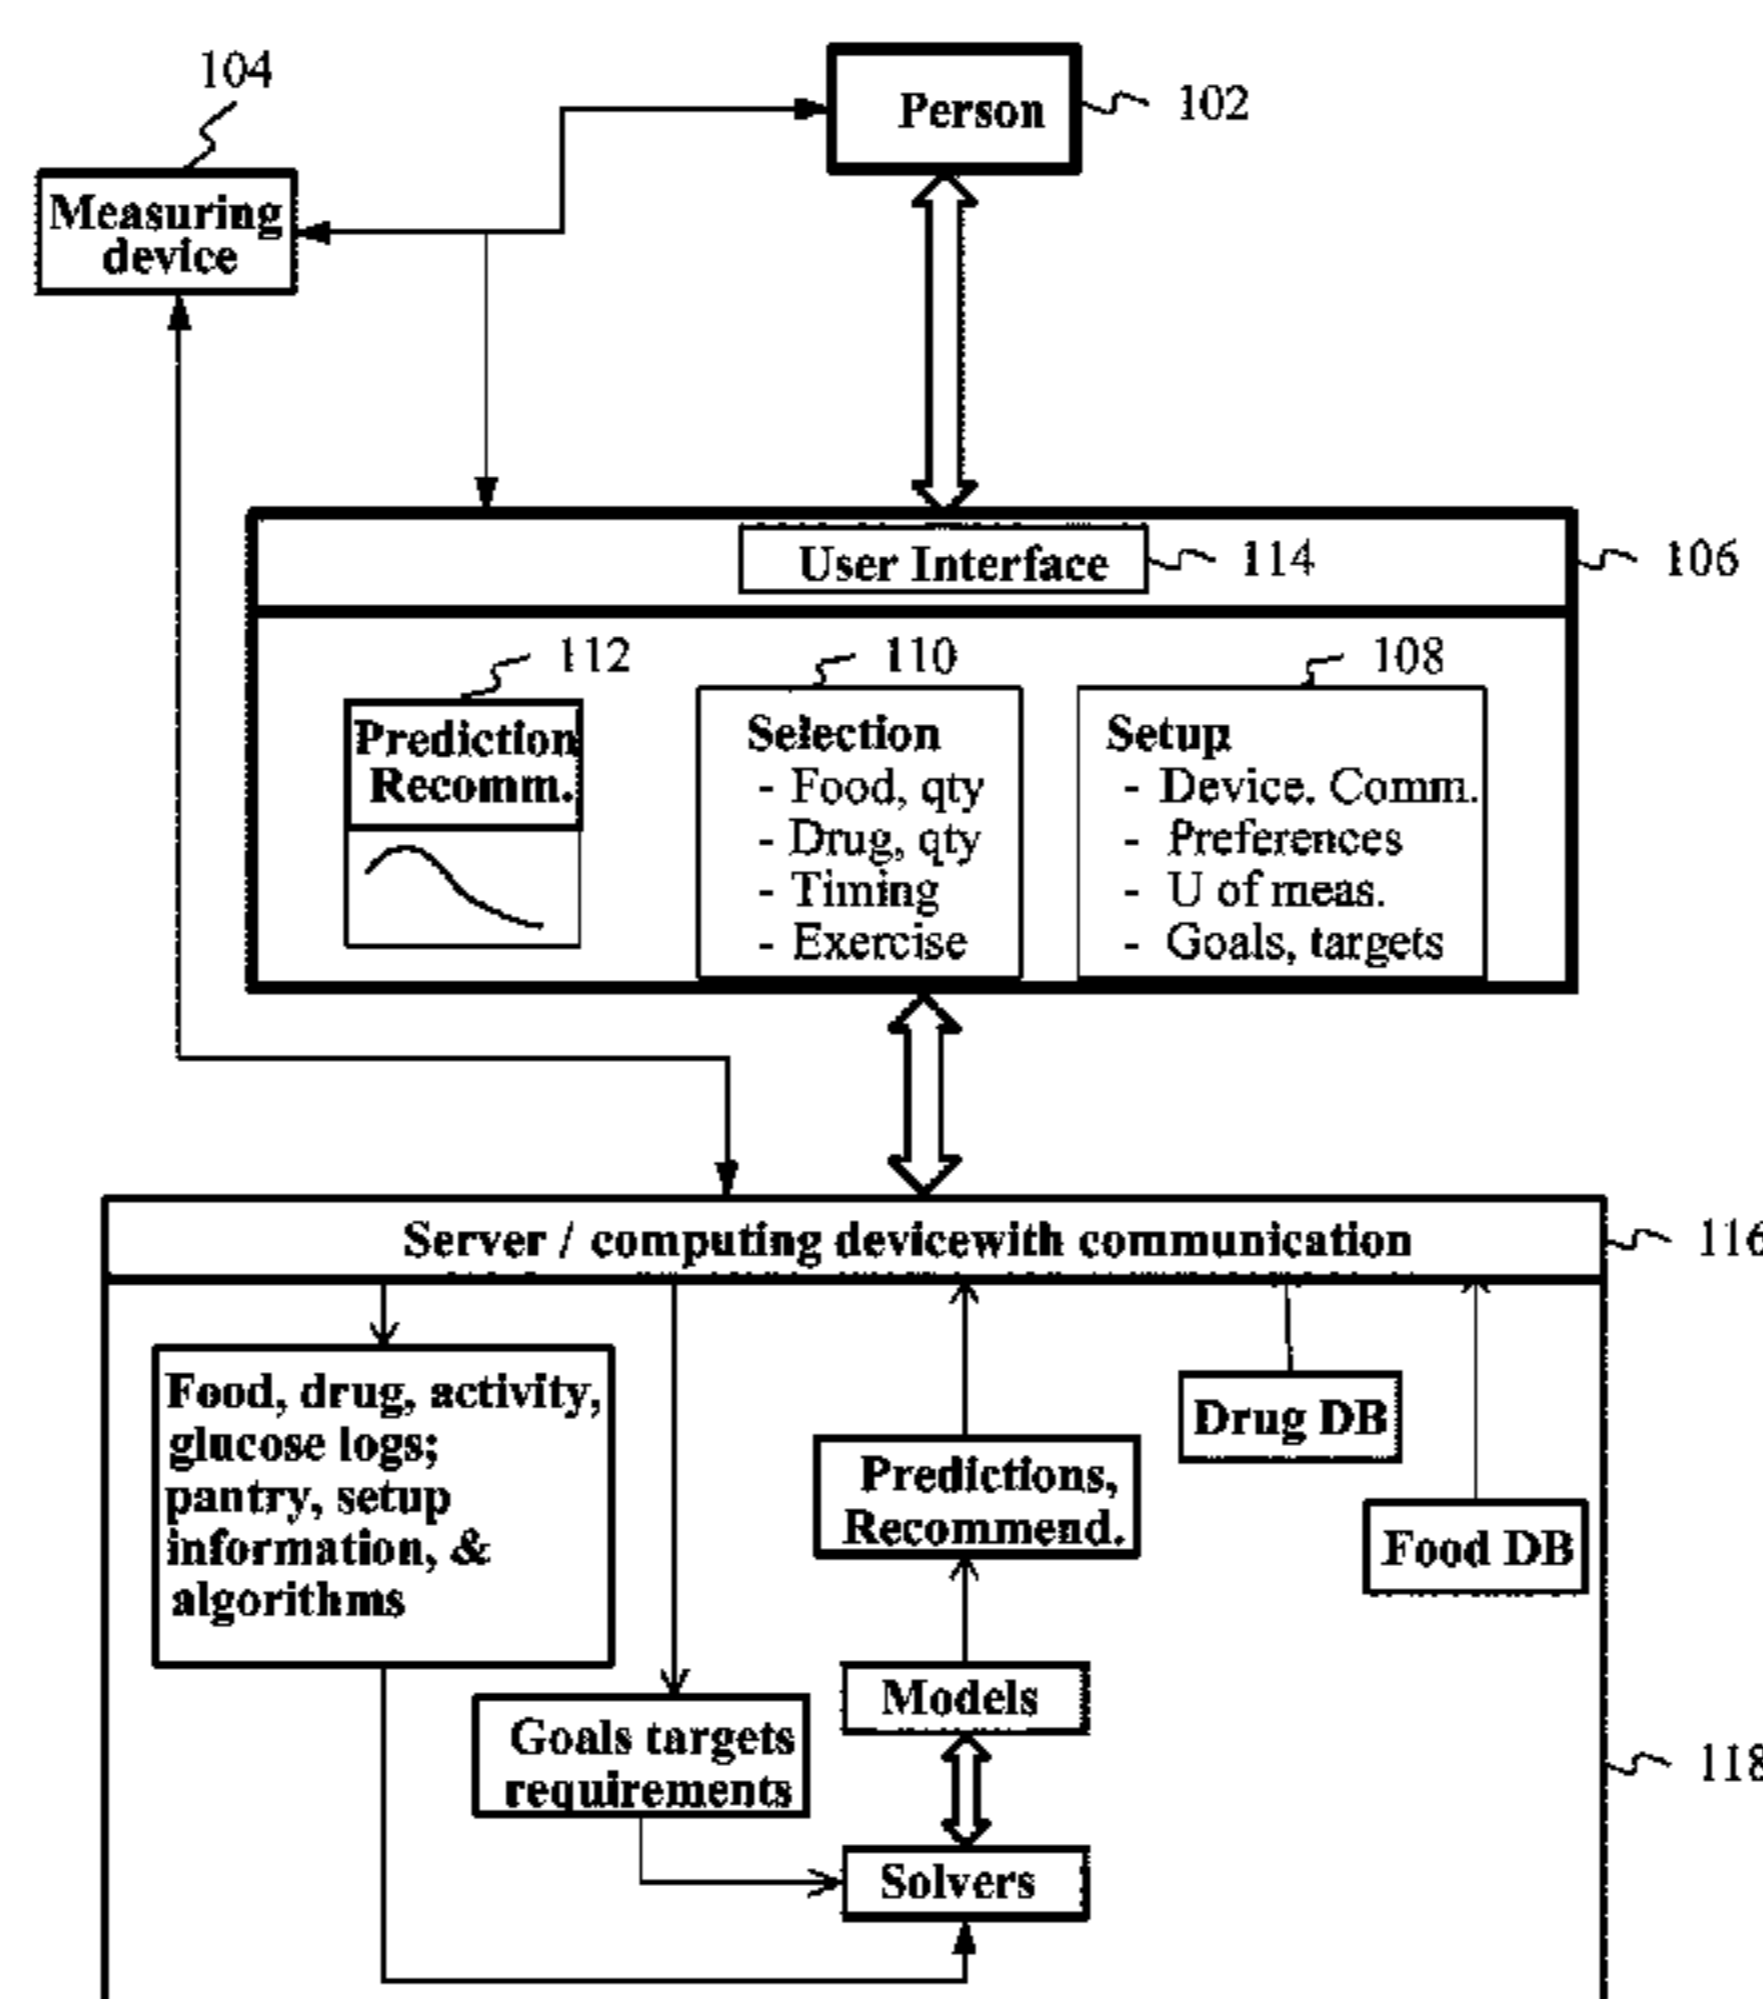 104
Person
102
Measuring
device
User Interface
114
106
112
110
108
Prediction
Recomm.
Selection
- Food, qty
- Drug, qty
- Timing
- Exercise
Setup
- Device. Comm.
- Preferences
- U of meas.
- Goals, targets
Server / computing devicewith communication
116
Food, drug, activity,
glucose logs;
pantry, setup
information, &
algorithms
Goals targets
requirements
Predictions,
Recommend.
Models
Solvers
Drug DB
Food DB
118